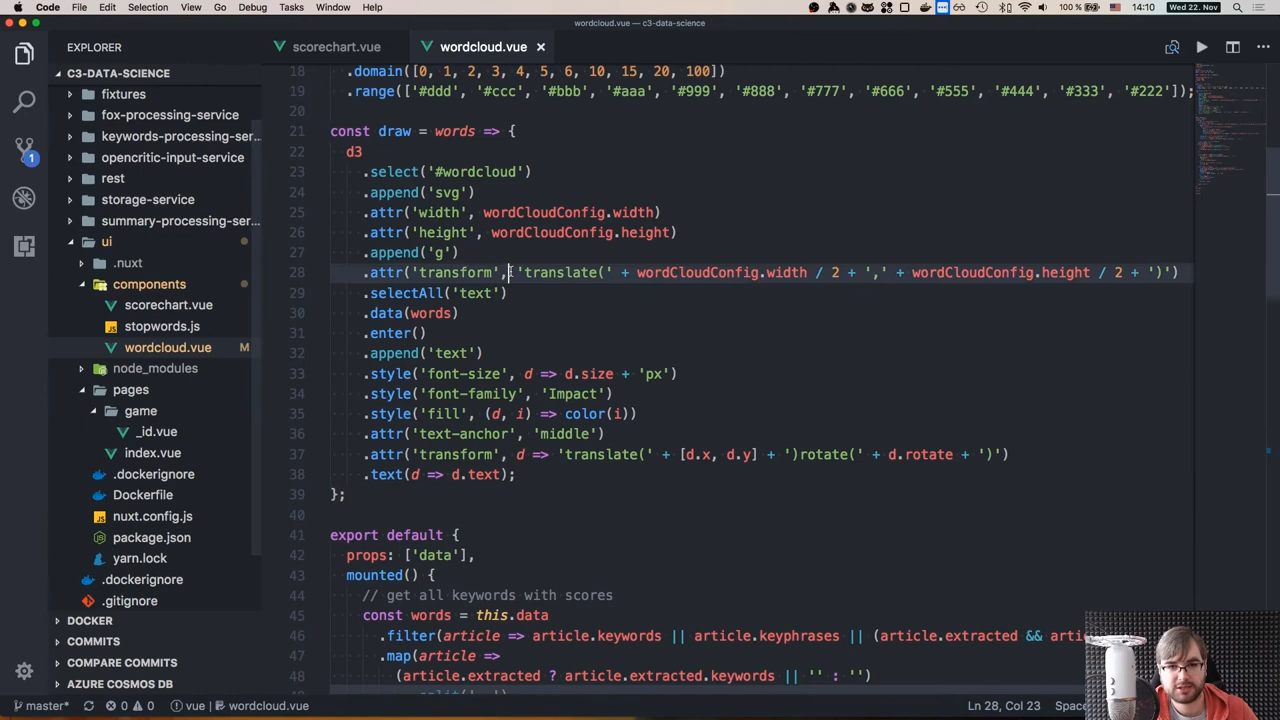 Code File Edit Selection View Go Debug Tasks Window Help
100% 14:10 Wed 22. Nov
wordcloud.vue — c3-data-science
EXPLORER
scorechart.vue
wordcloud.vue
C3-DATA-SCIENCE
fixtures
fox-processing-service
keywords-processing-ser...
opencritic-input-service
rest
storage-service
summary-processing-ser...
ui
.nuxt
components
scorechart.vue
JS stopwords.js
wordcloud.vue M
node_modules
pages
game
_id.vue
index.vue
.dockerignore
Dockerfile
nuxt.config.js
package.json
yarn.lock
.dockerignore
.gitignore
DOCKER
COMMITS
COMPARE COMMITS
AZURE COSMOS DB
1
18 .domain([0, 1, 2, 3, 4, 5, 6, 10, 15, 20, 100])
19 .range(['#ddd', '#ccc', '#bbb', '#aaa', '#999', '#888', '#777', '#666', '#555', '#444', '#333', '#222']);
20
21 const draw = words => {
22 d3
23 .select('#wordcloud')
24 .append('svg')
25 .attr('width', wordCloudConfig.width)
26 .attr('height', wordCloudConfig.height)
27 .append('g')
28 .attr('transform', 'translate(' + wordCloudConfig.width / 2 + ',' + wordCloudConfig.height / 2 + ')')
29 .selectAll('text')
30 .data(words)
31 .enter()
32 .append('text')
33 .style('font-size', d => d.size + 'px')
34 .style('font-family', 'Impact')
35 .style('fill', (d, i) => color(i))
36 .attr('text-anchor', 'middle')
37 .attr('transform', d => 'translate(' + [d.x, d.y] + ')rotate(' + d.rotate + ')')
38 .text(d => d.text);
39 };
40
41 export default {
42 props: ['data'],
43 mounted() {
44 // get all keywords with scores
45 const words = this.data
46 .filter(article => article.keywords || article.keyphrases || (article.extracted && arti
47 .map(article =>
48 (article.extracted ? article.extracted.keywords || '' : '')
master* 0 0 vue wordcloud.vue
Ln 28, Col 23 Spac